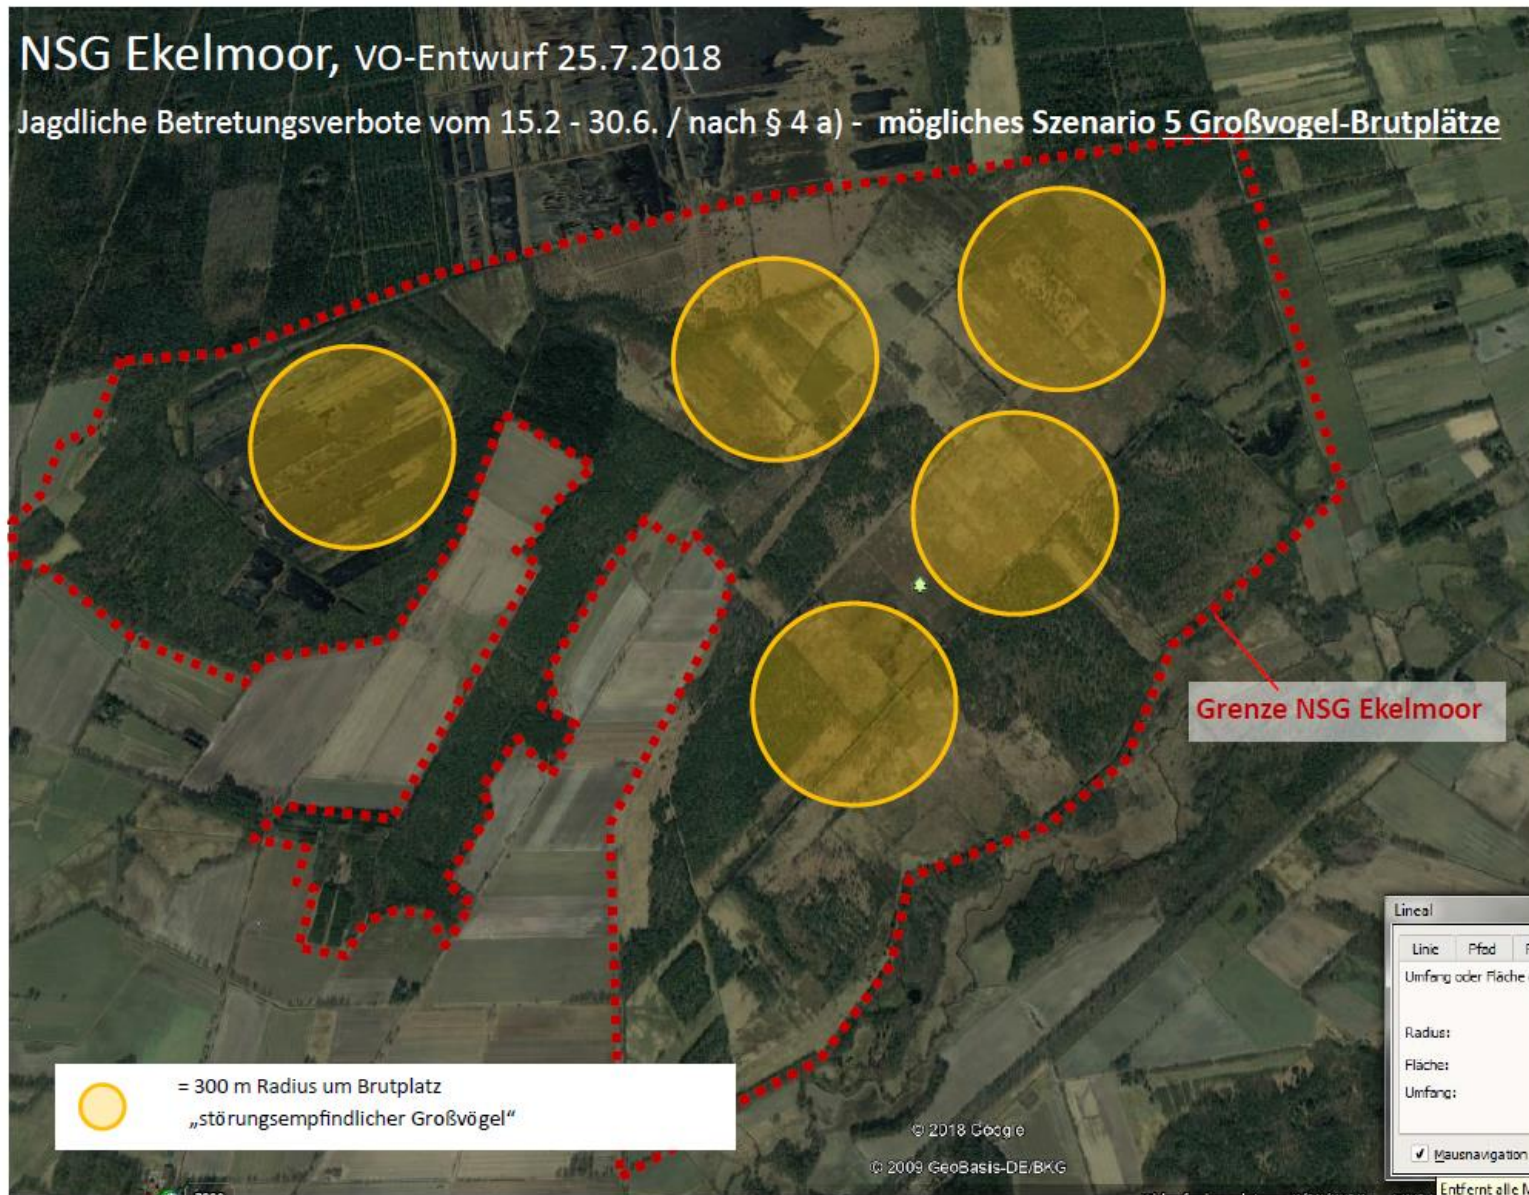 NSG Ekelmoor, VO-Entwurf 25.7.2018
Jagdliche Betretungsverbote vom 15.2 - 30.6. / nach § 4 a) - mögliches Szenario 5 Großvogel-Brutplätze
Grenze NSG Ekelmoor
Lineal
Linie Pfad
Umfang oder Fläche
Radius:
Fläche:
Umfang:
Mausnavigation
Entfernt alle
= 300 m Radius um Brutplatz
„störungsempfindlicher Großvögel“
© 2018 Google
© 2009 GeoBasis-DE/BKG